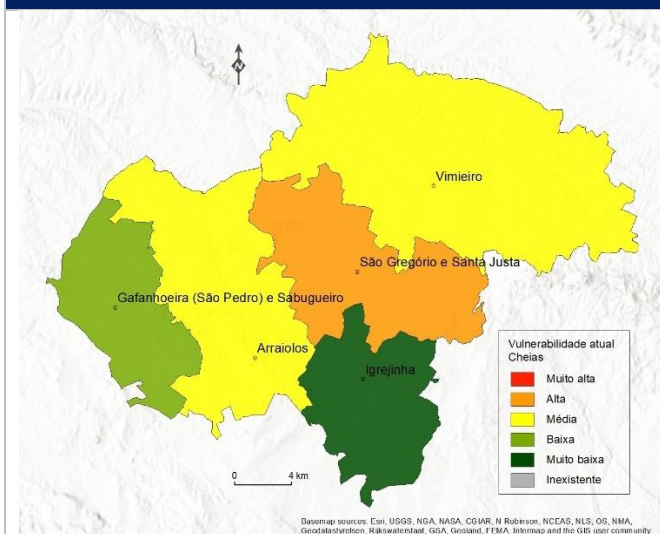 N
Vimieiro
São Gregório e Santa Justa
Gafanhoeira (São Pedro) e Sabugueiro
Arraiolos
Igrejinha
Vulnerabilidade atual
Cheias
Muito alta
Alta
Média
Baixa
Muito baixa
Inexistente
0 4 km
Basemap sources: Esri, USGS, NGA, NASA, CGIAR, N Robinson, NCEAS, NLS, OS, NMA,
Geodatastyrelsen, Rijkswaterstaat, GSA, Geoland, FEMA, Intermap and the GIS user community